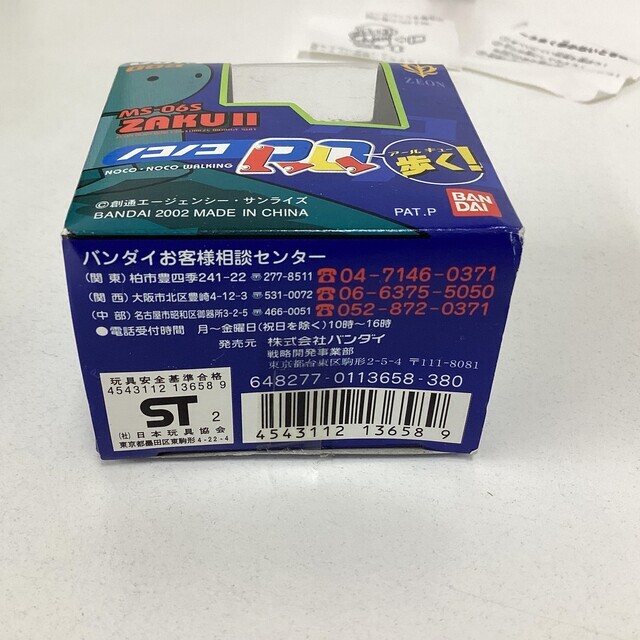 ZEON
MS-06S
ZAKU II
ノコノコ
アールキュー
歩く!
NOCO-NOCO WALKING
©創通エージェンシー・サンライズ
BANDAI 2002 MADE IN CHINA
PAT.P
BAN
DAI
バンダイお客様相談センター
(関 東)柏市豊四季241-22 〒277-8511 ☎04-7146-0371
(関 西)大阪市北区豊崎4-12-3 〒531-0072 ☎06-6375-5050
(中 部)名古屋市昭和区御器所3-2-5 〒466-0051 ☎052-872-0371
●電話受付時間 月~金曜日(祝日を除く)10時~16時
発売元 株式会社バンダイ
戦略開発事業部
東京都台東区駒形2-5-4 〒111-8081
648277-0113658-380
玩具安全基準合格
4543112 13658 9
ST 2
(社)日本玩具協会
東京都墨田区東駒形4-22-4
4543112 13658 9